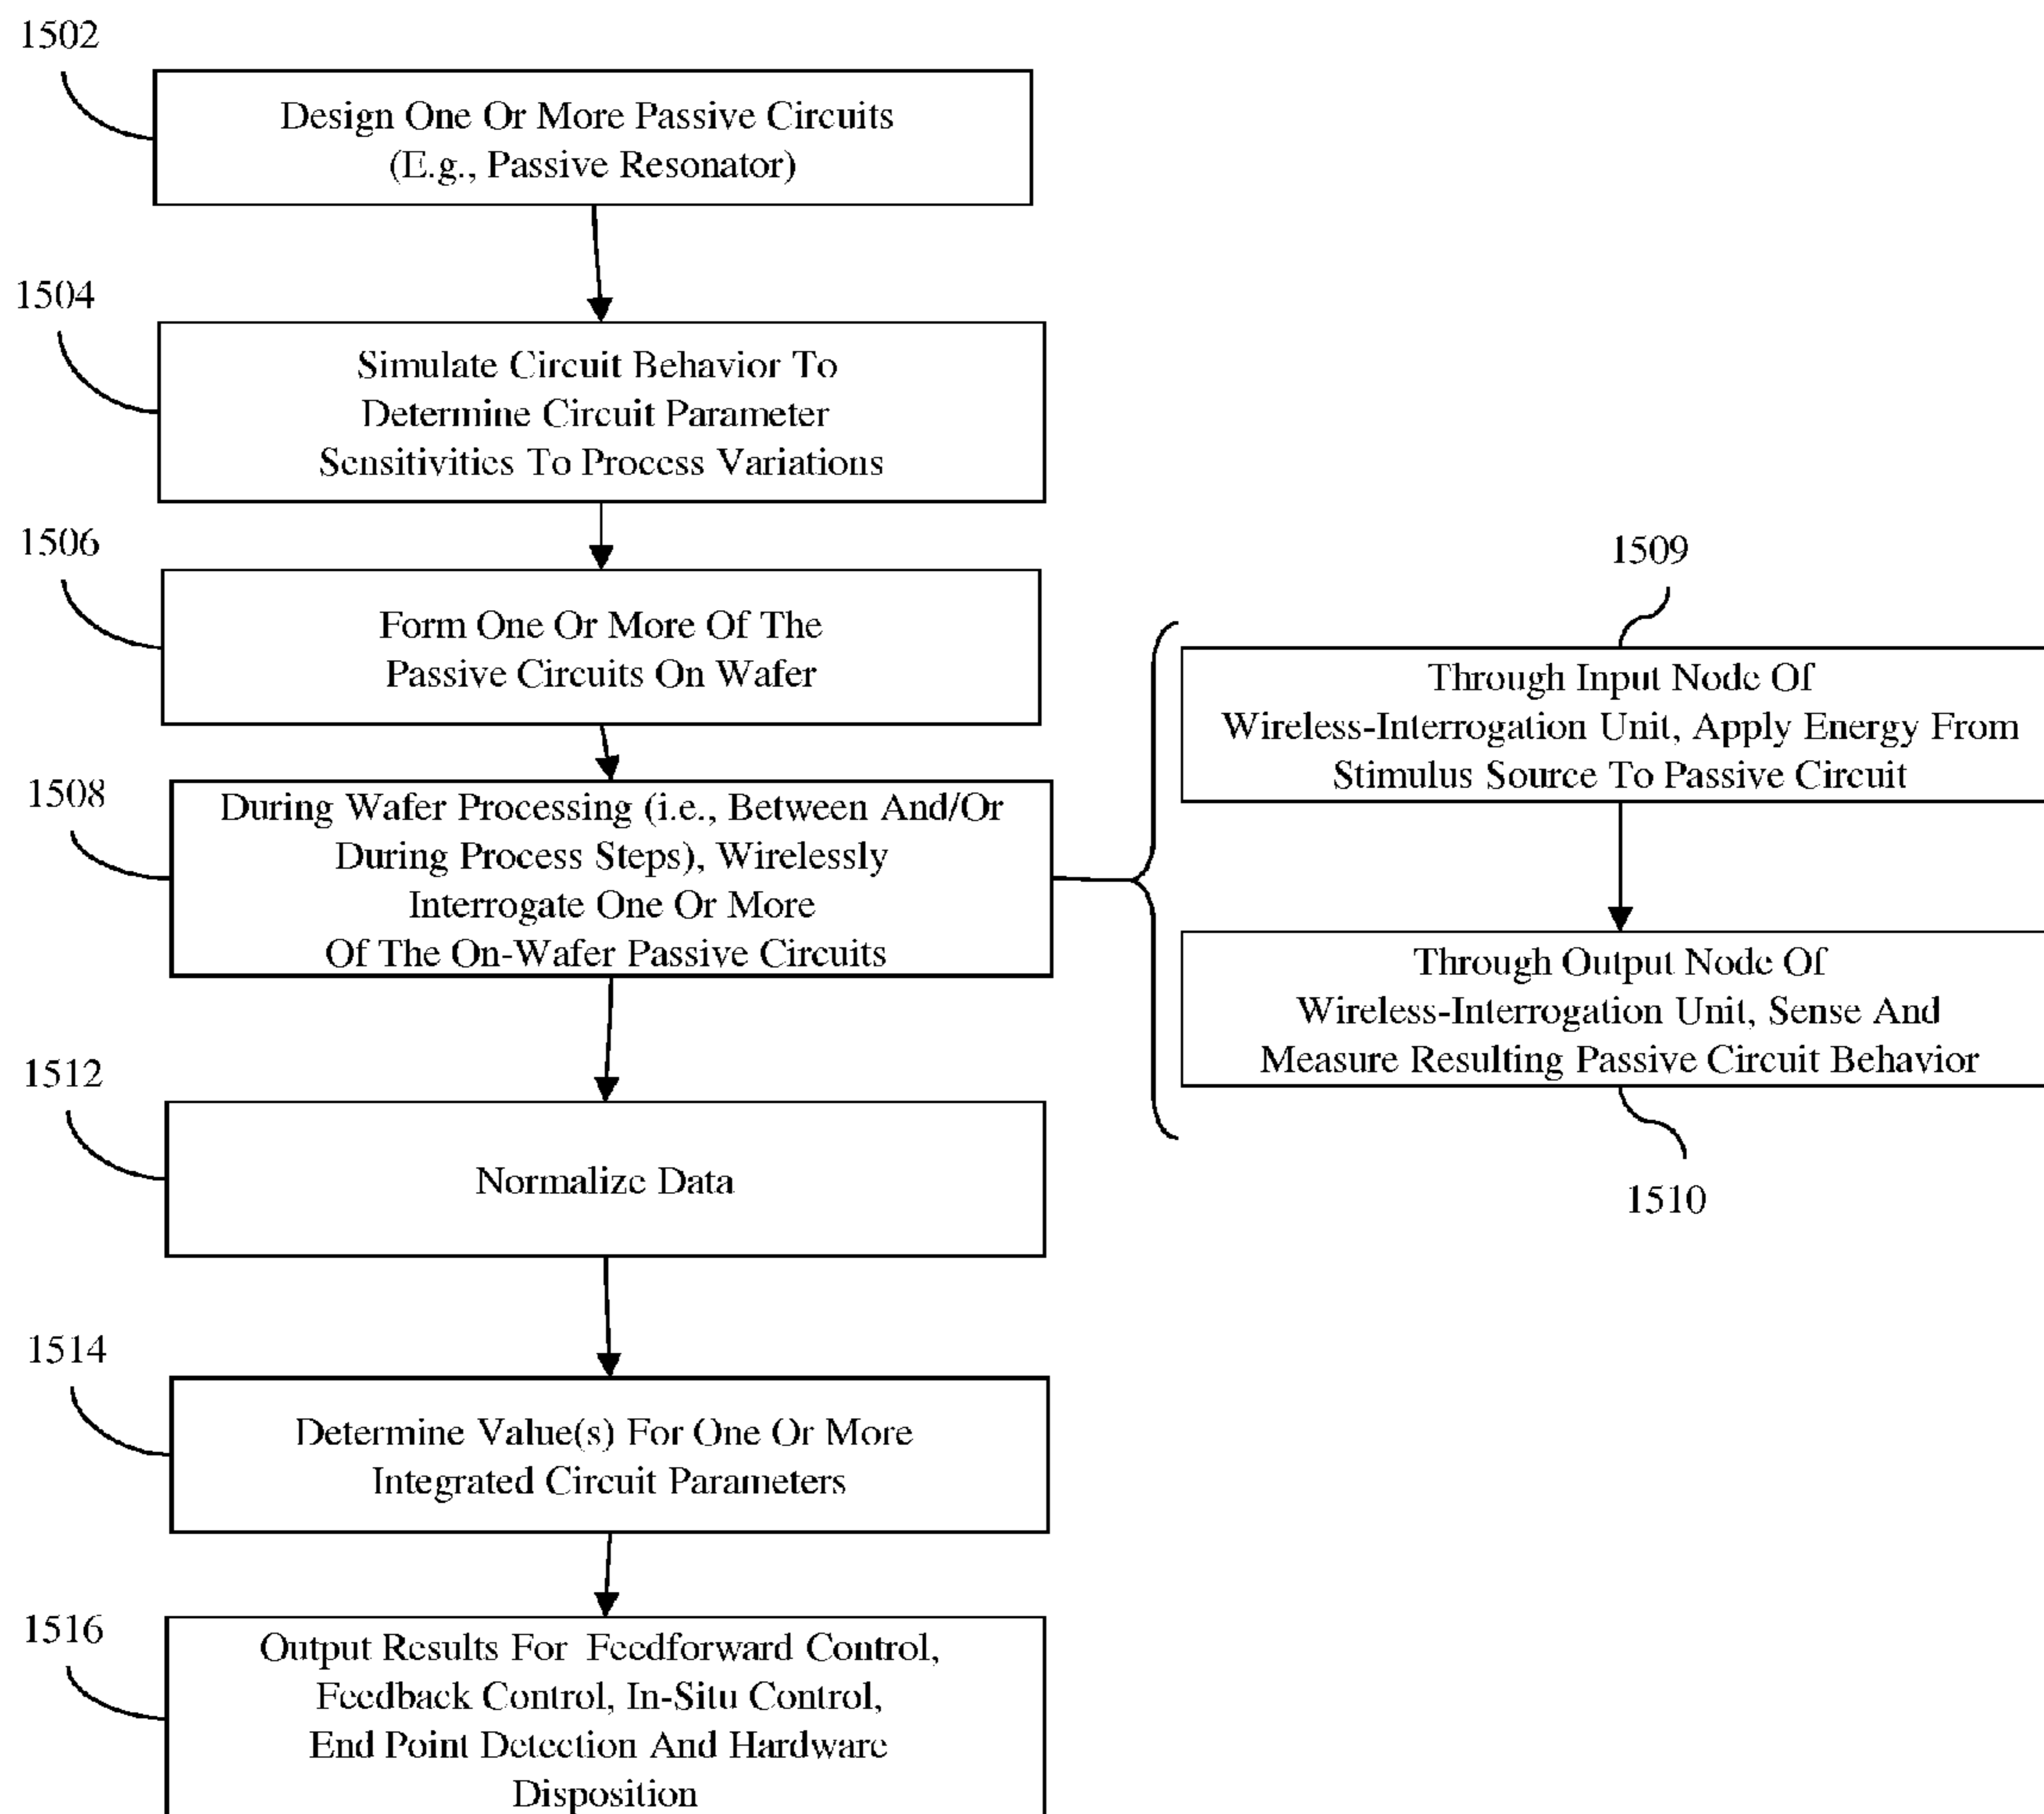 1502
Design One Or More Passive Circuits
(E.g., Passive Resonator)
1504
Simulate Circuit Behavior To
Determine Circuit Parameter
Sensitivities To Process Variations
1506
Form One Or More Of The
Passive Circuits On Wafer
1508
During Wafer Processing (i.e., Between And/Or
During Process Steps), Wirelessly
Interrogate One Or More
Of The On-Wafer Passive Circuits
1509
Through Input Node Of
Wireless-Interrogation Unit, Apply Energy From
Stimulus Source To Passive Circuit
Through Output Node Of
Wireless-Interrogation Unit, Sense And
Measure Resulting Passive Circuit Behavior
1510
1512
Normalize Data
1514
Determine Value(s) For One Or More
Integrated Circuit Parameters
1516
Output Results For Feedforward Control,
Feedback Control, In-Situ Control,
End Point Detection And Hardware
Disposition